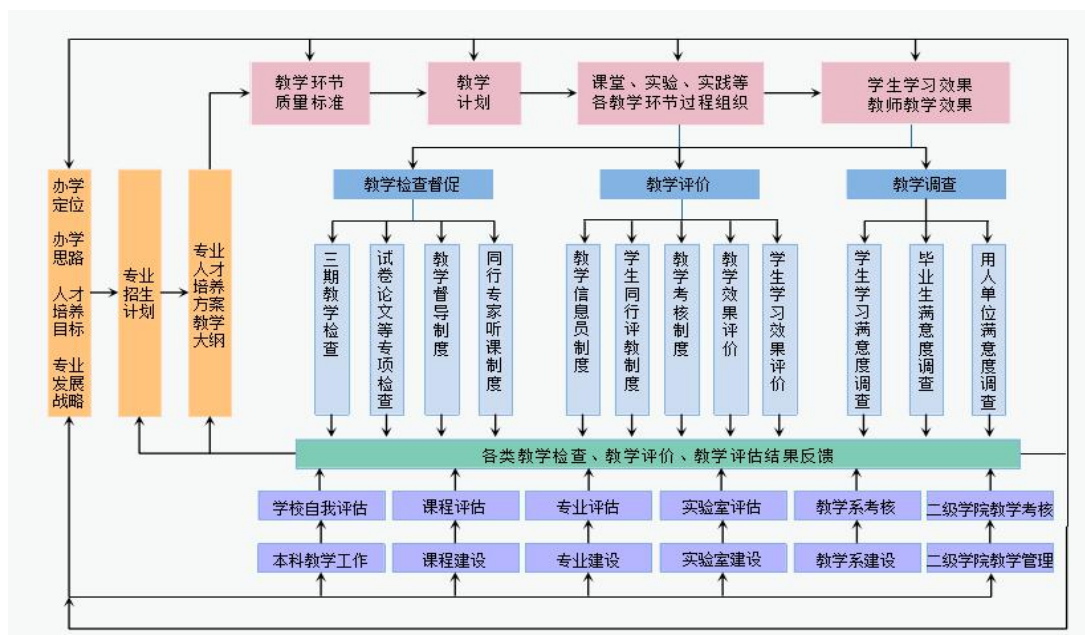 教学环节
质量标准
教学
计划
课堂、实验、实践等
各教学环节过程组织
学生学习效果
教师教学效果
办学
定位
办学
思路
人才
培养
目标
专业
发展
战略
专业
招生
计划
专业
人才
培养
方案
教学
大纲
教学检查督促
教学评价
教学调查
三期教学检查
试卷论文等专项检查
教学督导制度
同行专家听课制度
教学信息员制度
学生同行评教制度
教学考核制度
教学效果评价
学生学习效果评价
学生学习满意度调查
毕业生满意度调查
用人单位满意度调查
各类教学检查、教学评价、教学评估结果反馈
学校自我评估
课程评估
专业评估
实验室评估
教学系考核
二级学院教学考核
本科教学工作
课程建设
专业建设
实验室建设
教学系建设
二级学院教学管理